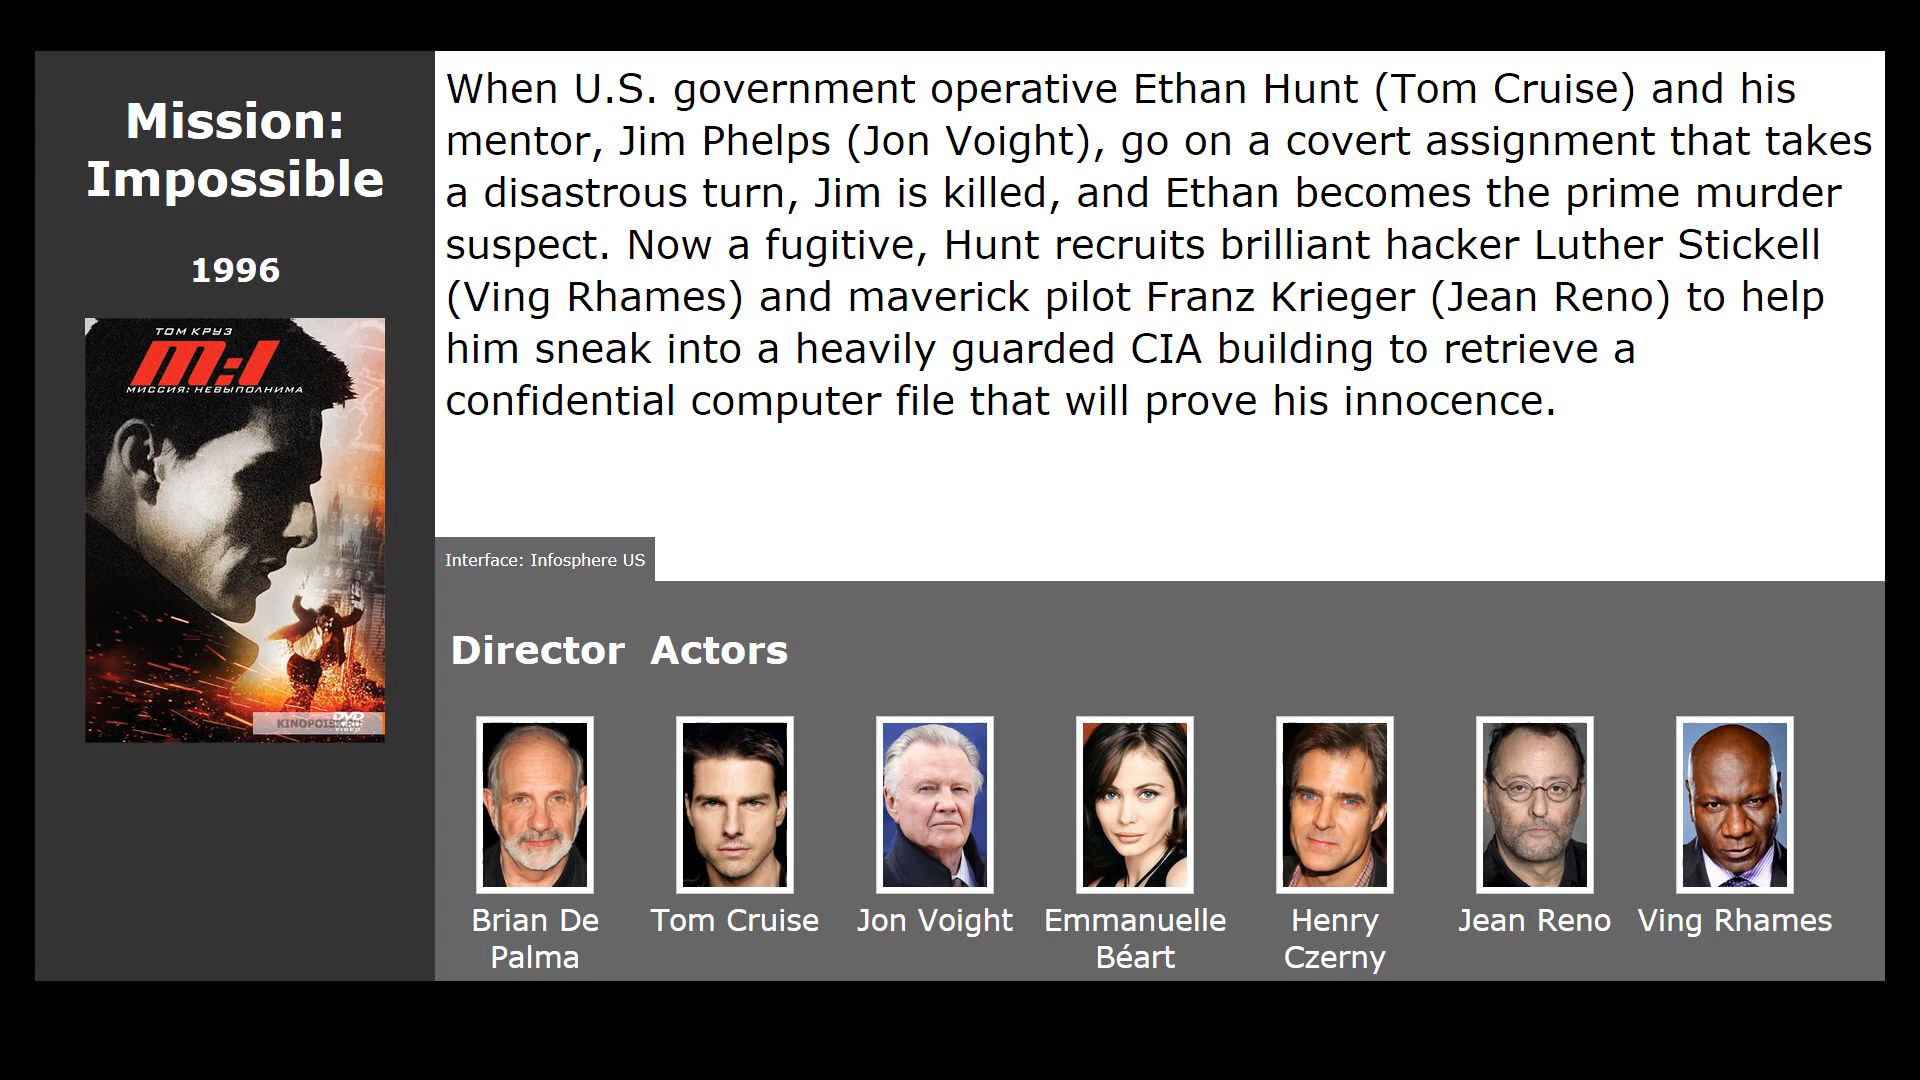 Mission:
Impossible
1996
ТОМ КРУЗ
M:I
МИССИЯ: НЕВЫПОЛНИМА
KINOPOISK.RU
DVD
VIDEO
When U.S. government operative Ethan Hunt (Tom Cruise) and his
mentor, Jim Phelps (Jon Voight), go on a covert assignment that takes
a disastrous turn, Jim is killed, and Ethan becomes the prime murder
suspect. Now a fugitive, Hunt recruits brilliant hacker Luther Stickell
(Ving Rhames) and maverick pilot Franz Krieger (Jean Reno) to help
him sneak into a heavily guarded CIA building to retrieve a
confidential computer file that will prove his innocence.
Interface: Infosphere US
Director Actors
Brian De
Palma
Tom Cruise
Jon Voight
Emmanuelle
Béart
Henry
Czerny
Jean Reno
Ving Rhames